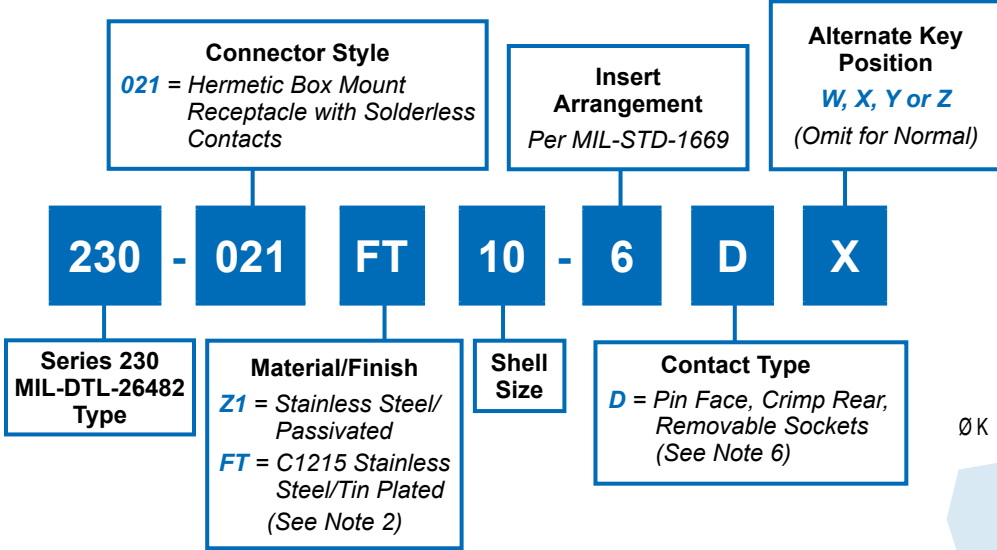 Connector Style
021 = Hermetic Box Mount
Receptacle with Solderless
Contacts
Insert
Arrangement
Per MIL-STD-1669
Alternate Key
Position
W, X, Y or Z
(Omit for Normal)
230 - 021 FT 10 - 6 D X
Series 230
MIL-DTL-26482
Type
Material/Finish
Z1 = Stainless Steel/
Passivated
FT = C1215 Stainless
Steel/Tin Plated
(See Note 2)
Shell
Size
Contact Type
D = Pin Face, Crimp Rear,
Removable Sockets
(See Note 6)
Ø K